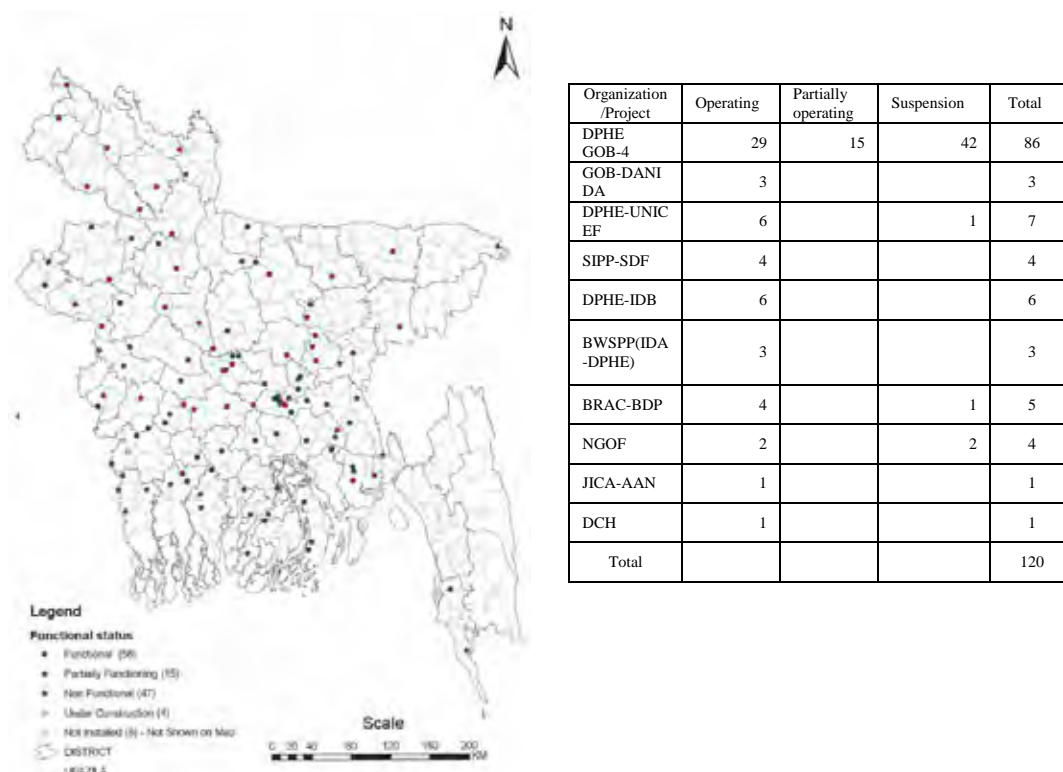 N
Legend
Functional status
Functional (58)
Partially Functioning (15)
Non Functional (47)
Under Construction (4)
Not Installed (6) - Not Shown on Map
DISTRICT
Scale
0 20 40 80 120 160 200
KM
Organization /Project Operating Partially operating Suspension Total
DPHE GOB-4 29 15 42 86
GOB-DANI DA 3 3
DPHE-UNIC EF 6 1 7
SIPP-SDF 4 4
DPHE-IDB 6 6
BWSPP(IDA -DPHE) 3 3
BRAC-BDP 4 1 5
NGOF 2 2 4
JICA-AAN 1 1
DCH 1 1
Total 120